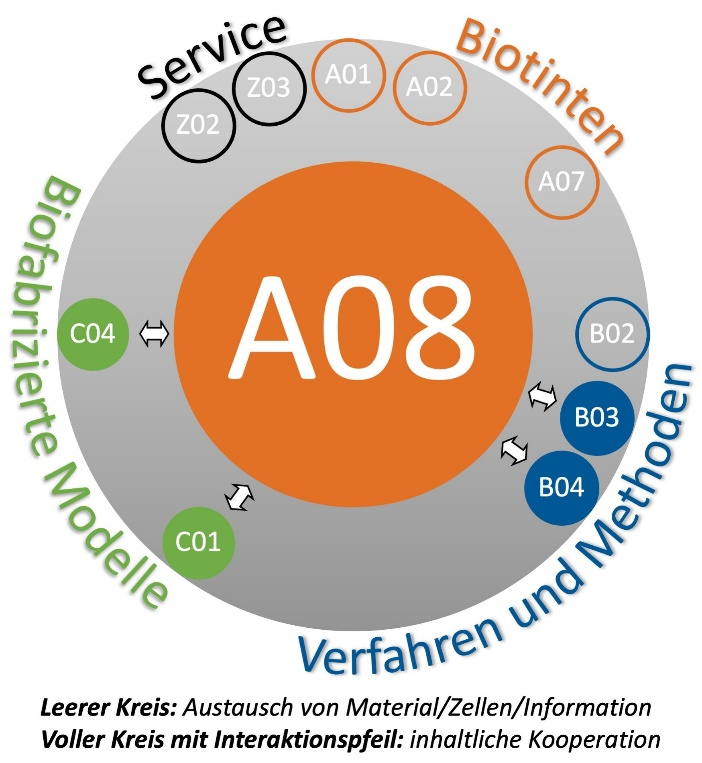 Service
Biotinten
Z02
Z03
A01
A02
A07
Biofabrizierte Modelle
A08
C04
C01
B02
B03
B04
Verfahren und Methoden
Leerer Kreis: Austausch von Material/Zellen/Information
Voller Kreis mit Interaktionspfeil: inhaltliche Kooperation